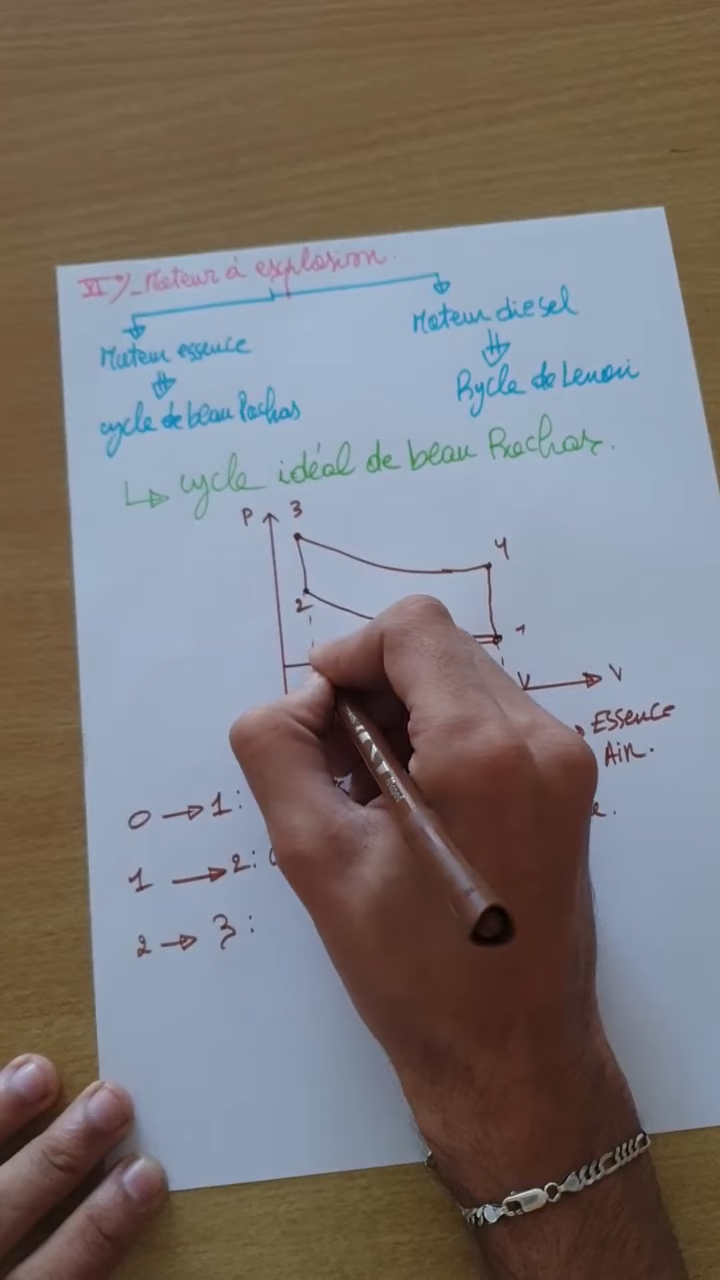 VI°/_Moteur à explosion.
Moteur essence
Moteur diesel
cycle de beau Rochas
Rycle de Lenoir
↳ cycle idéal de beau Rochas.
P 3
4
2
1
V V
Essence
Air.
0 → 1:
1 → 2:
2 → 3: